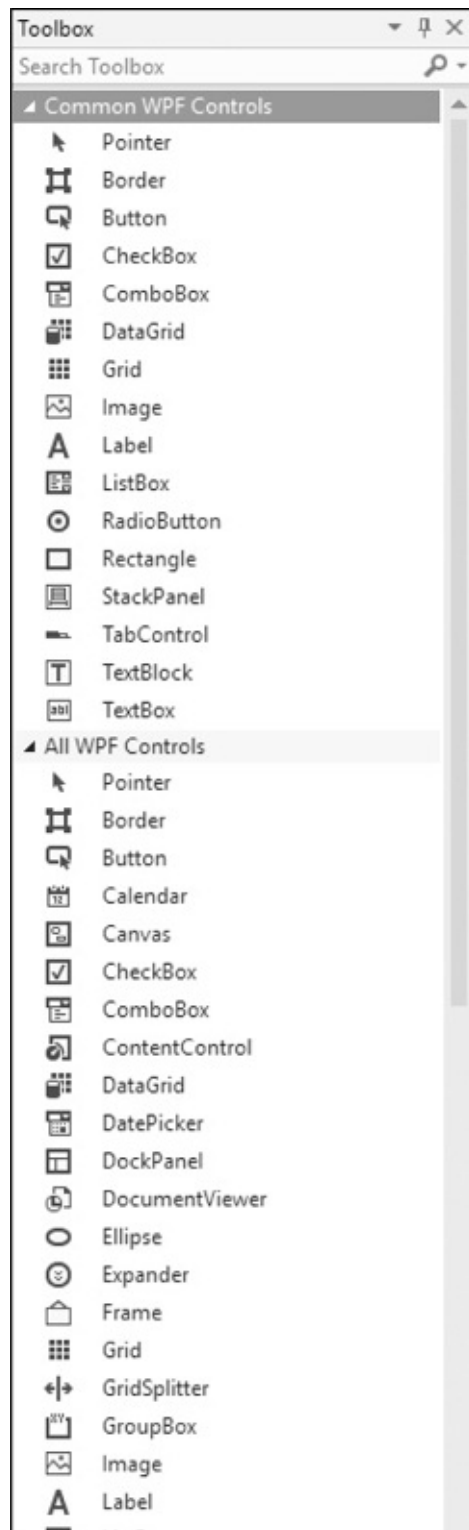 Toolbox
Search Toolbox
Common WPF Controls
Pointer
Border
Button
CheckBox
ComboBox
DataGrid
Grid
Image
Label
ListBox
RadioButton
Rectangle
StackPanel
TabControl
TextBlock
TextBox
All WPF Controls
Pointer
Border
Button
Calendar
Canvas
CheckBox
ComboBox
ContentControl
DataGrid
DatePicker
DockPanel
DocumentViewer
Ellipse
Expander
Frame
Grid
GridSplitter
GroupBox
Image
Label